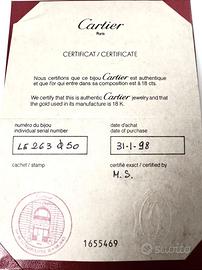 Cartier
Paris
CERTIFICAT/CERTIFICATE
Nous certifions que ce bijou Cartier est authentique
et que l'or qui entre dans sa composition est à 18 cts.
We certify that this is authentic Cartier jewelry and that
the gold used in its manufacture is 18 K.
numéro du bijou
individual serial number
date d'achat
date of purchase
31-1-98
cachet / stamp
certifié exact / certified by
M.S.
1655469
subito